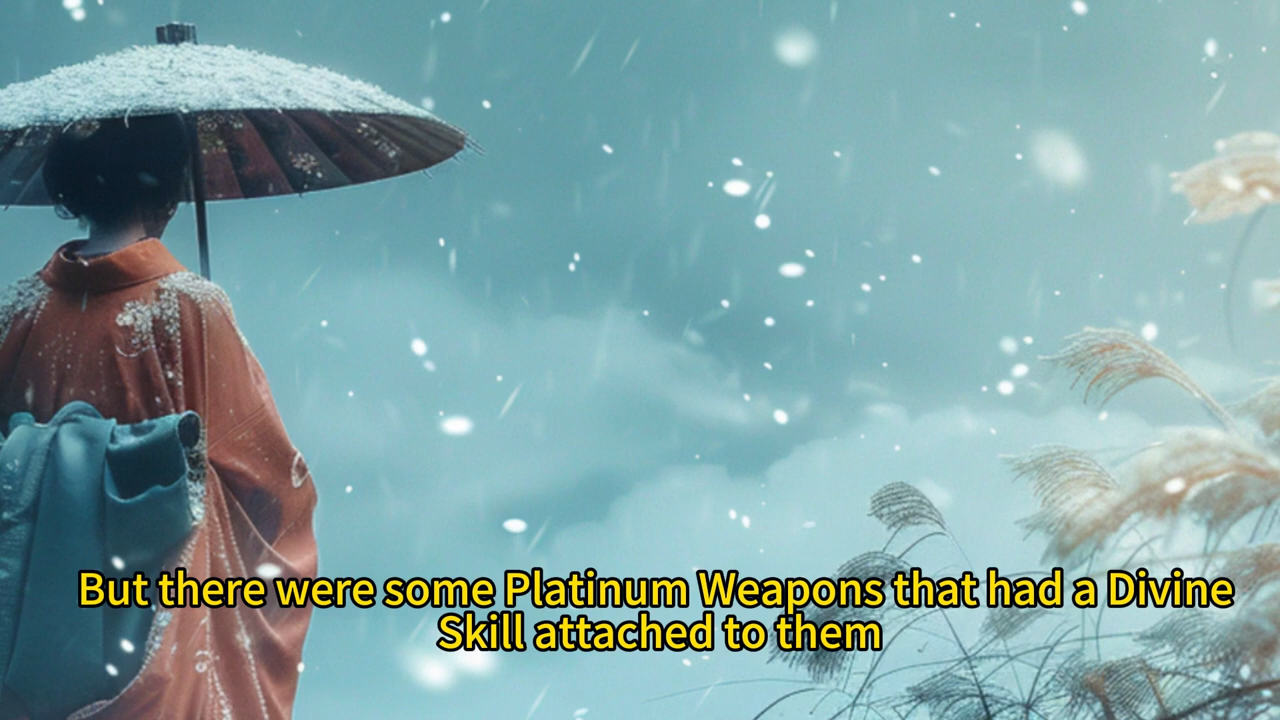 But there were some Platinum Weapons that had a Divine
Skill attached to them